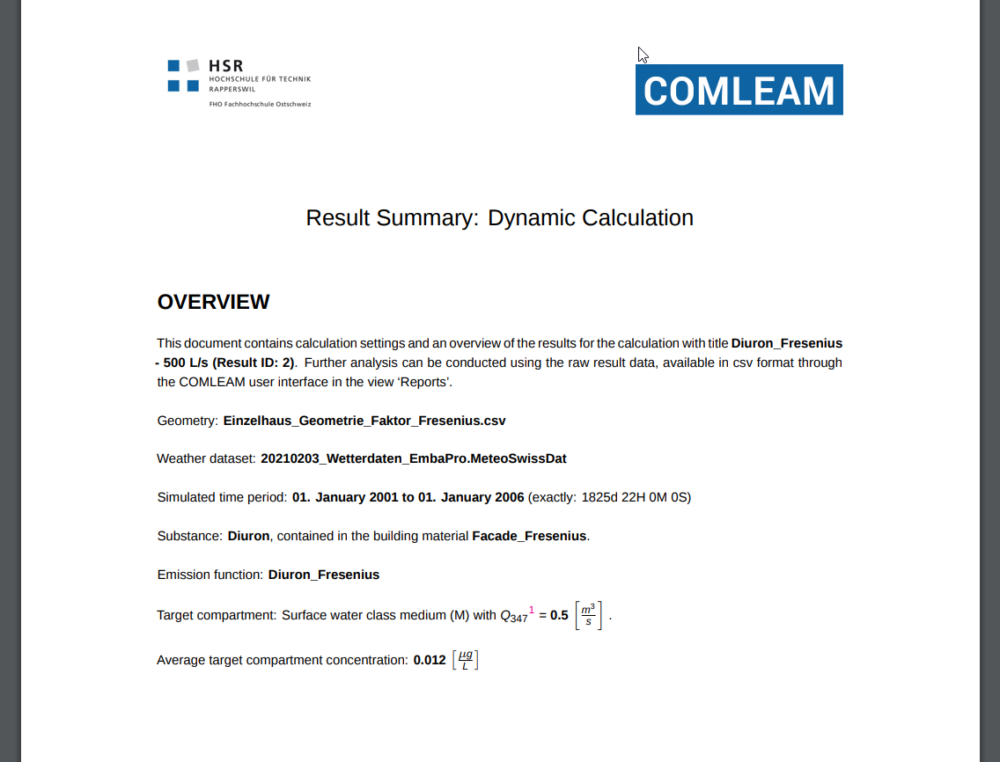 HSR
HOCHSCHULE FÜR TECHNIK
RAPPERSWIL
FHO Fachhochschule Ostschweiz
COMLEAM
Result Summary: Dynamic Calculation
OVERVIEW
This document contains calculation settings and an overview of the results for the calculation with title Diuron_Fresenius
- 500 L/s (Result ID: 2). Further analysis can be conducted using the raw result data, available in csv format through
the COMLEAM user interface in the view ‘Reports’.
Geometry: Einzelhaus_Geometrie_Faktor_Fresenius.csv
Weather dataset: 20210203_Wetterdaten_EmbaPro.MeteoSwissDat
Simulated time period: 01. January 2001 to 01. January 2006 (exactly: 1825d 22H 0M 0S)
Substance: Diuron, contained in the building material Facade_Fresenius.
Emission function: Diuron_Fresenius
Target compartment: Surface water class medium (M) with Q347¹ = 0.5 [m³/s] .
Average target compartment concentration: 0.012 [μg/L]